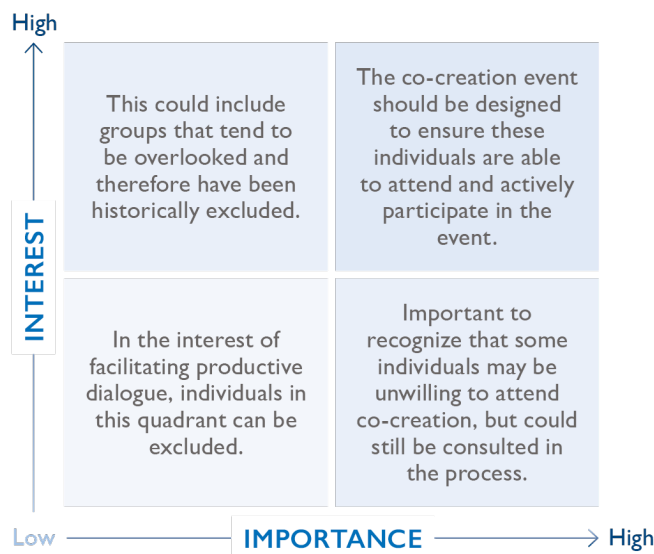 High
This could include
groups that tend to
be overlooked and
therefore have been
historically excluded.
The co-creation event
should be designed
to ensure these
individuals are able
to attend and actively
participate in the
event.
INTEREST
In the interest of
facilitating productive
dialogue, individuals in
this quadrant can be
excluded.
Important to
recognize that some
individuals may be
unwilling to attend
co-creation, but could
still be consulted in
the process.
Low
IMPORTANCE
High